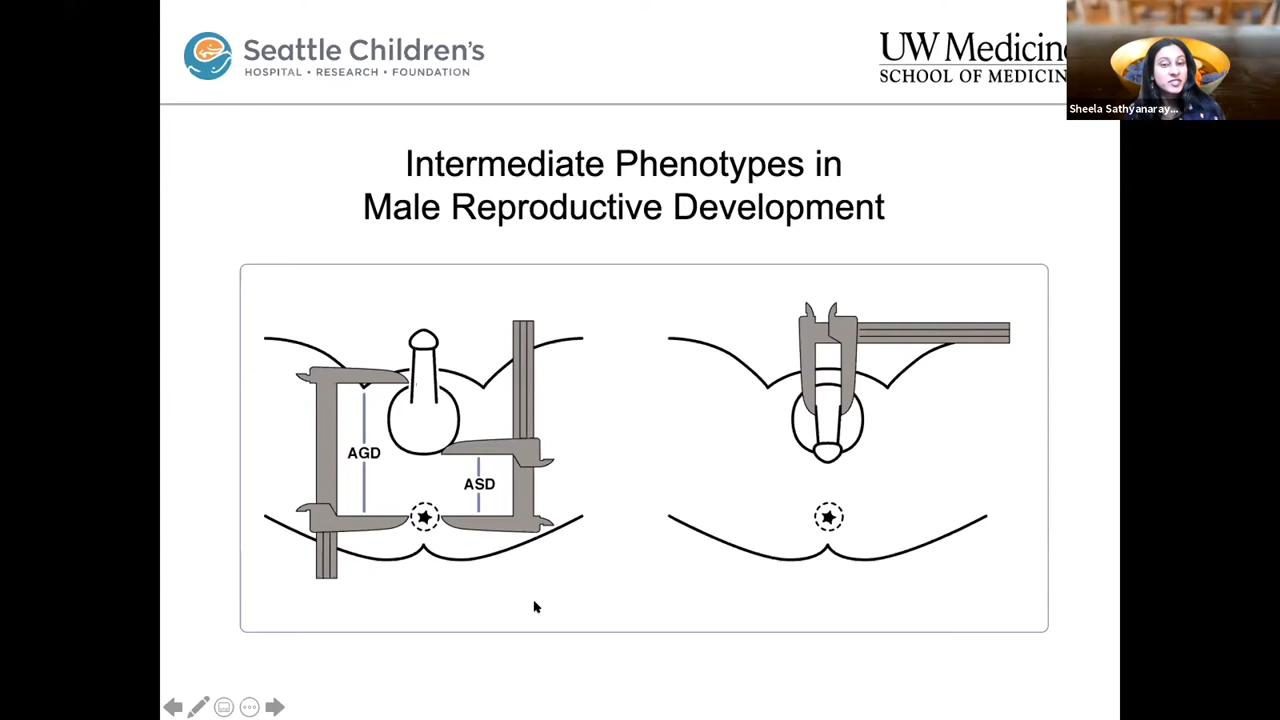 Seattle Children's
HOSPITAL • RESEARCH • FOUNDATION
UW Medicine
SCHOOL OF MEDICIN
Sheela Sathyanaray...
Intermediate Phenotypes in
Male Reproductive Development
AGD
ASD